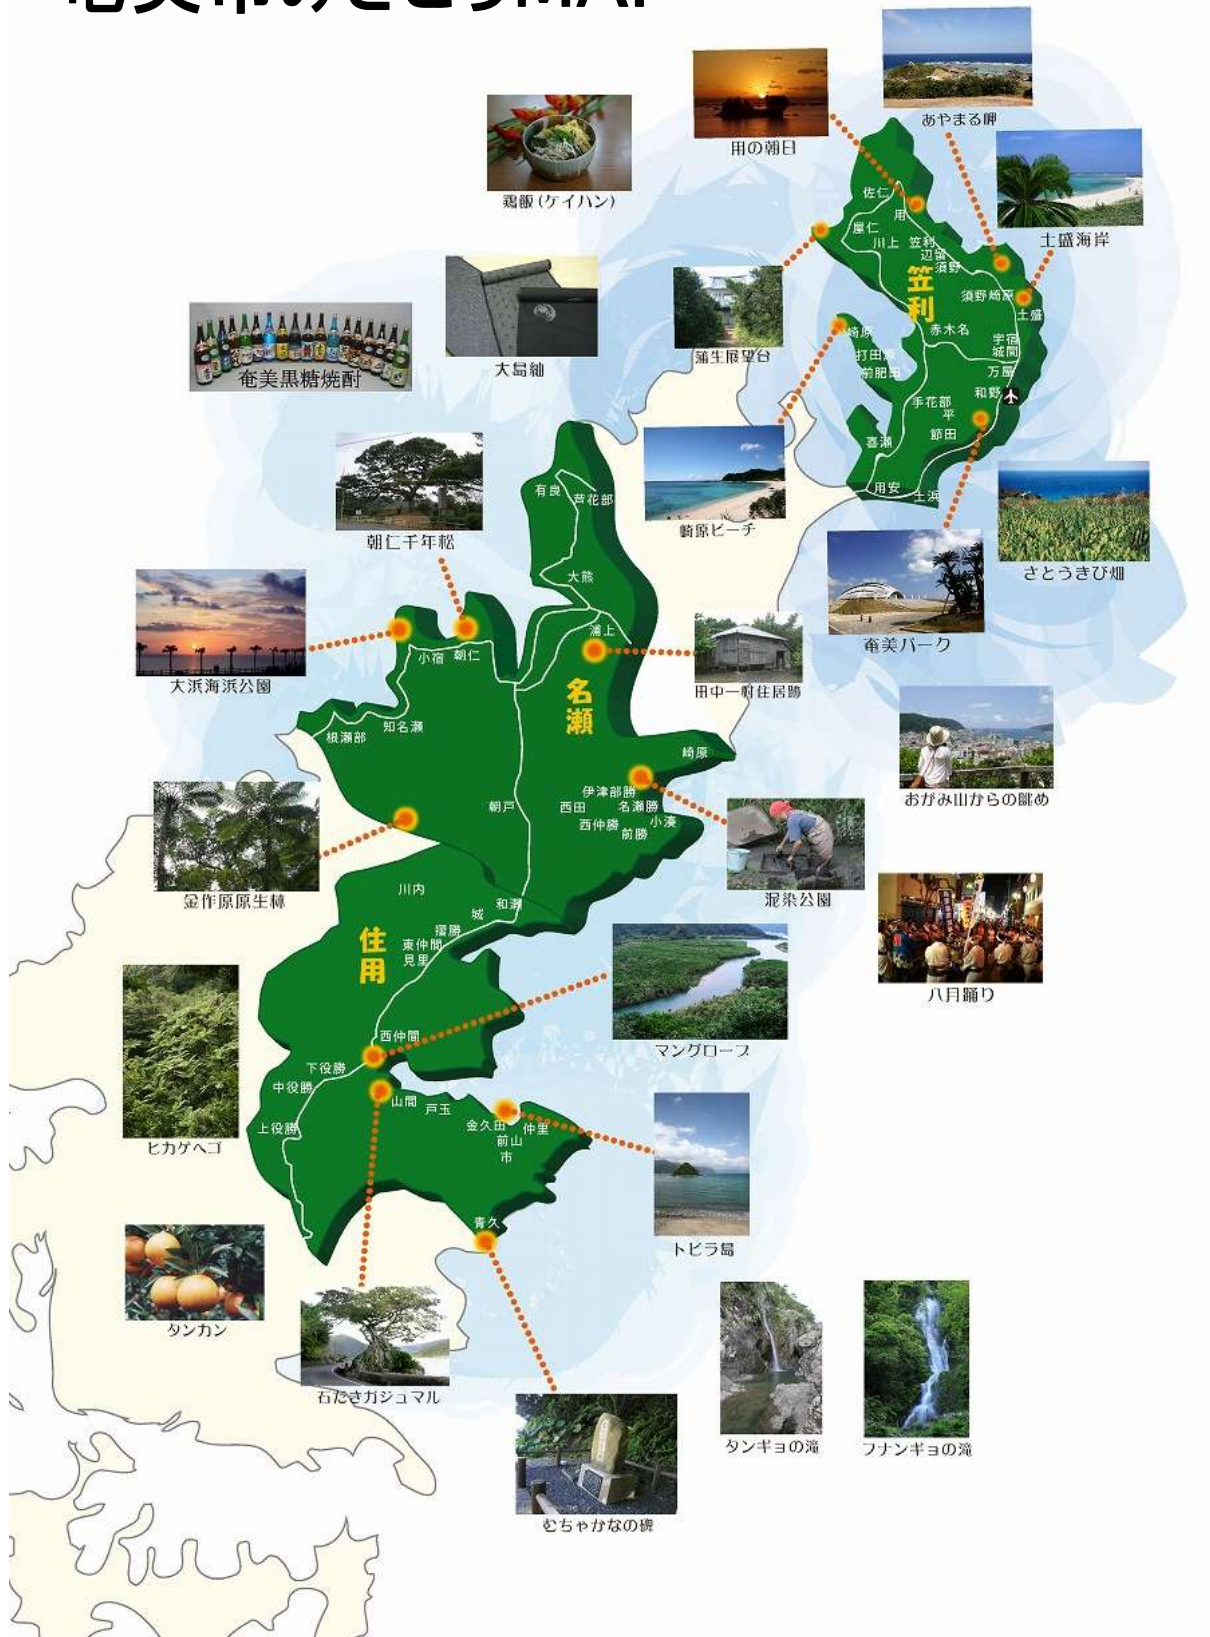 奄美市みどころMAP
あやまる岬
用の朝日
鶏飯(ケイハン)
土盛海岸
佐仁
用
屋仁
川上
笠利
辺留
須野
笠利
須野崎原
土盛
蒲生展望台
崎原
赤木名
打田原
前肥田
宇宿
城間
万屋
和野
手花部
平
節田
喜瀬
用安
土浜
大島紬
奄美黒糖焼酎
朝仁千年松
崎原ビーチ
さとうきび畑
奄美パーク
有良
芦花部
大熊
浦上
小宿
朝仁
大浜海浜公園
田中一村住居跡
名瀬
知名瀬
根瀬部
崎原
おがみ山からの眺め
伊津部勝
朝戸
西田
名瀬勝
西仲勝
小湊
前勝
金作原原生林
泥染公園
川内
和瀬
城
摺勝
東仲間
見里
住用
八月踊り
西仲間
マングローブ
下役勝
中役勝
上役勝
山間
戸玉
金久田
仲里
前山
市
ヒカゲヘゴ
青久
トビラ島
タンカン
石だきガジュマル
タンギョの滝
フナンギョの滝
むちゃかなの碑